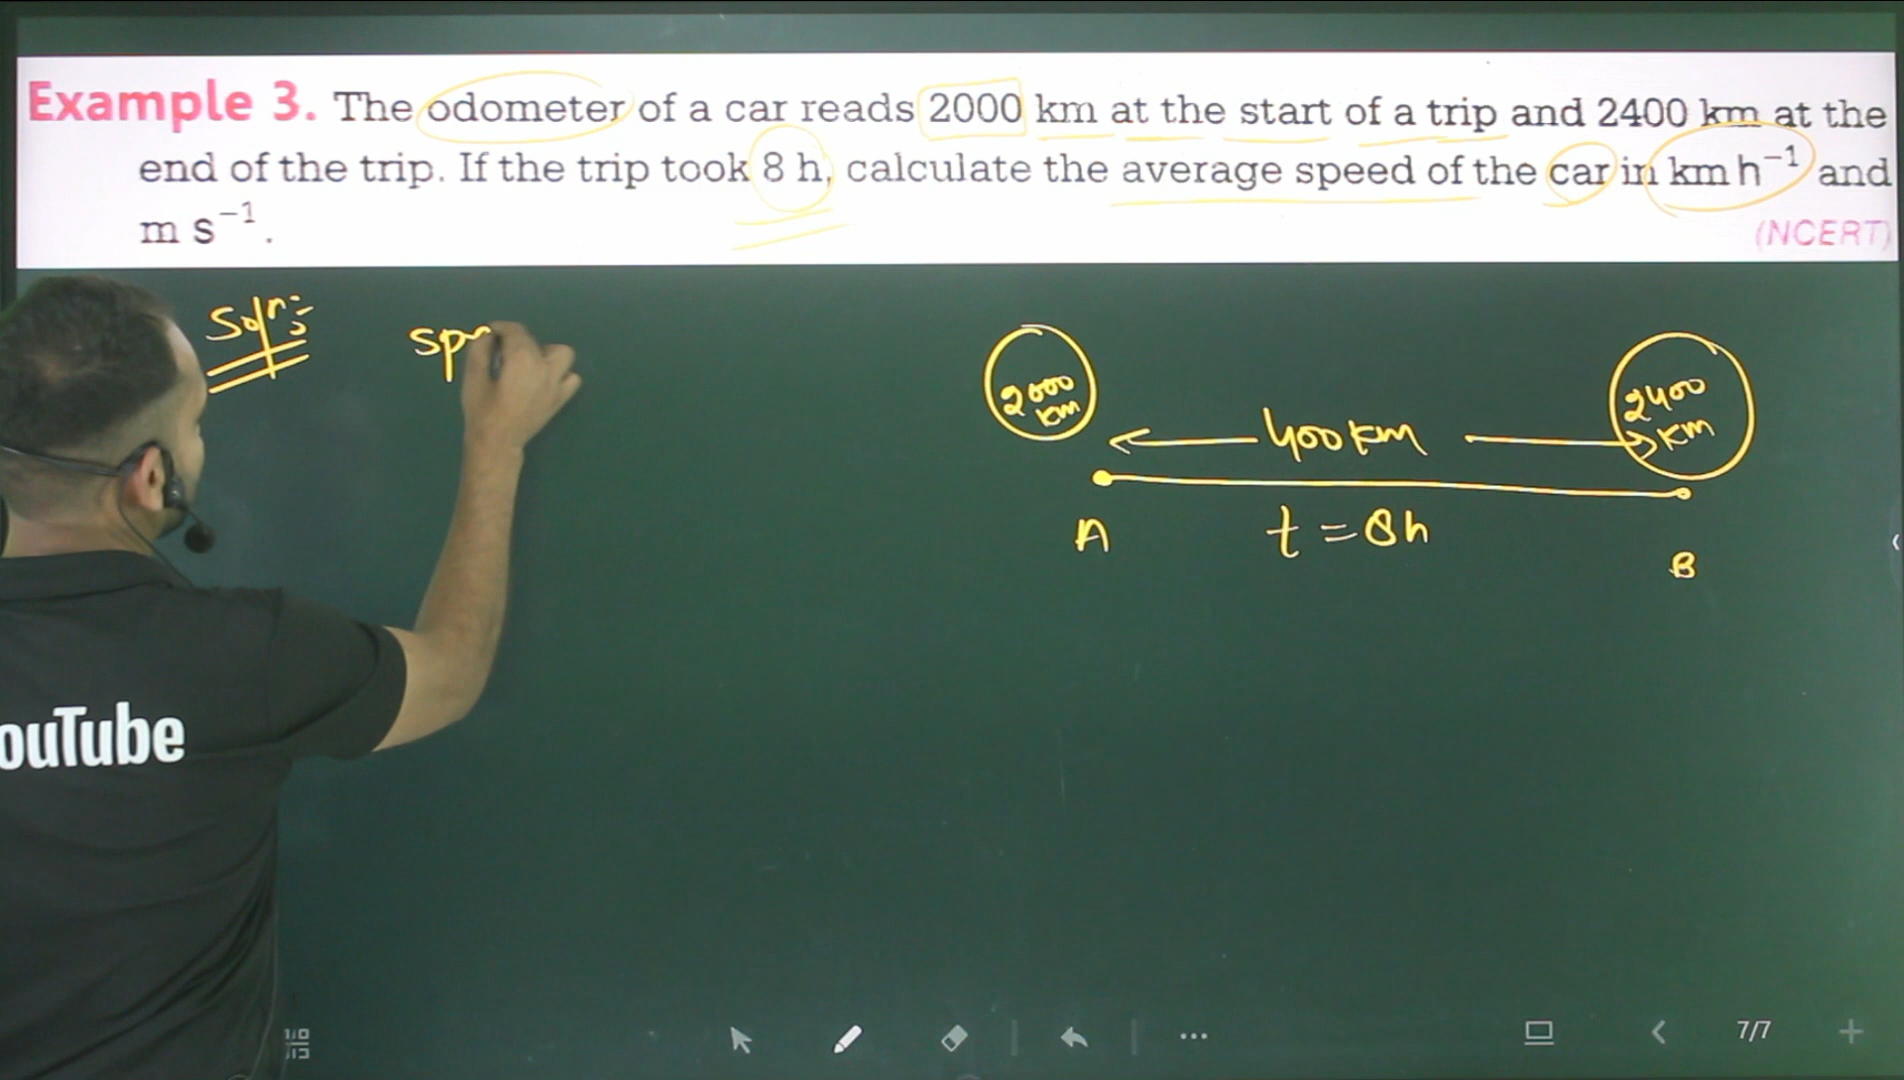 Example 3. The odometer of a car reads 2000 km at the start of a trip and 2400 km at the
end of the trip. If the trip took 8 h, calculate the average speed of the car in km h⁻¹ and
m s⁻¹.
(NCERT)
Soln:
2000
km
2400
km
400 km
A
t = 8h
B
ouTube
7/7